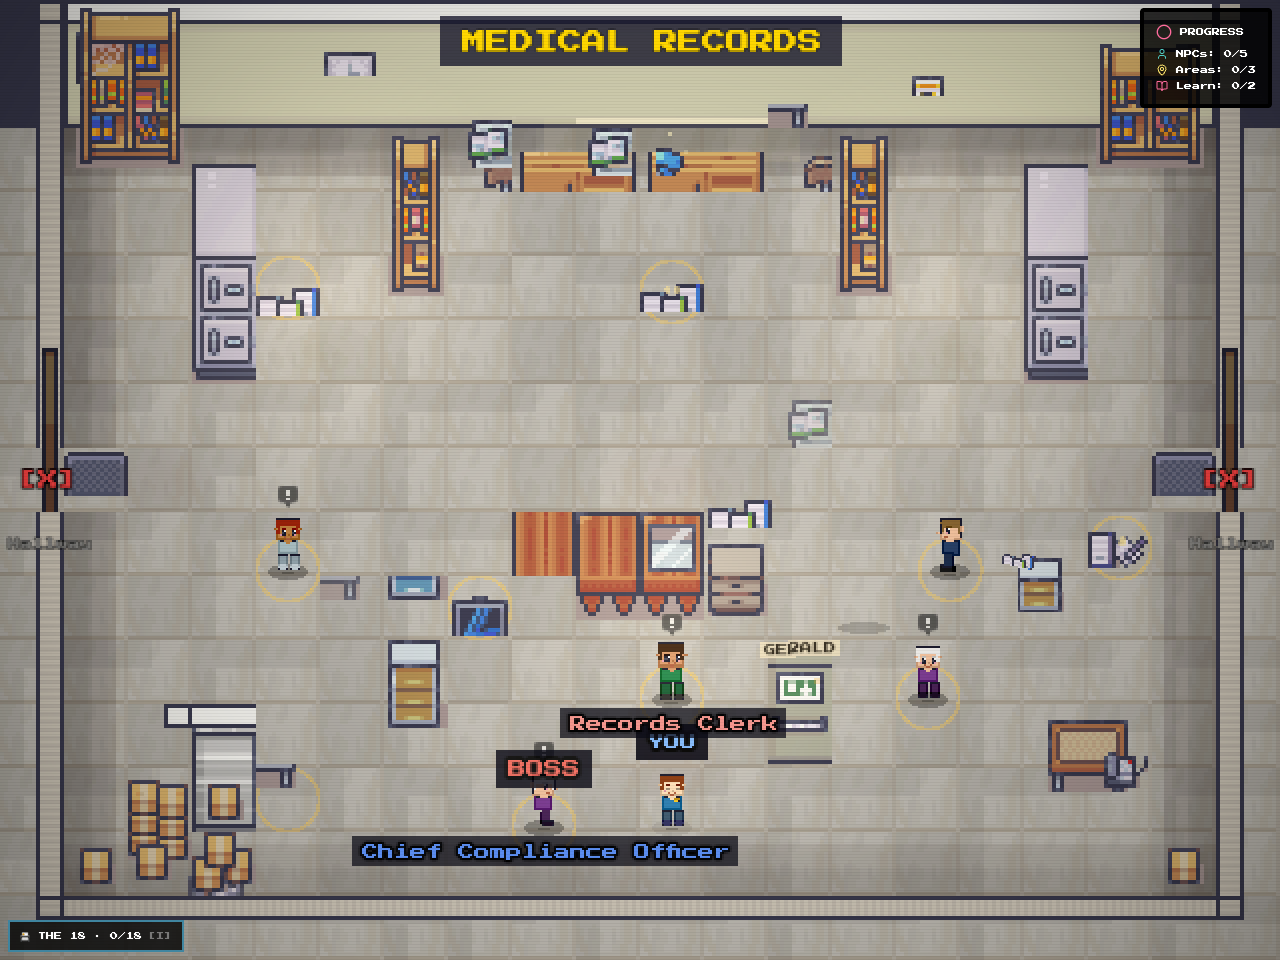 MEDICAL RECORDS
PROGRESS
NPCs: 0/5
Areas: 0/3
Learn: 0/2
[X]
[X]
Hallway
Hallway
!
!
!
GERALD
Records Clerk
YOU
BOSS
Chief Compliance Officer
THE 18 · 0/18 [I]